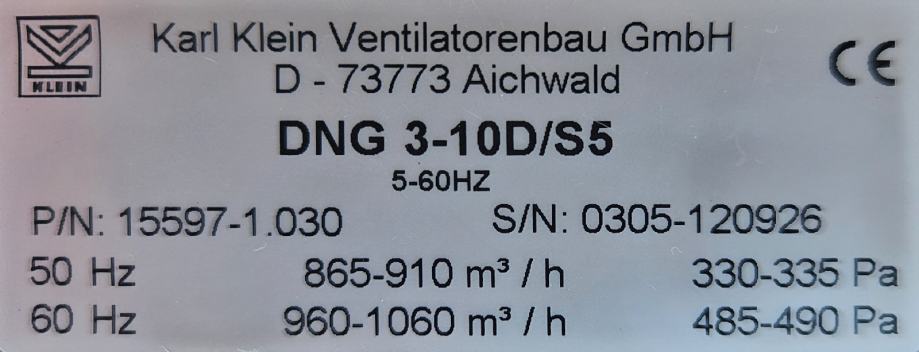 KLEIN
Karl Klein Ventilatorenbau GmbH
D - 73773 Aichwald
CE
DNG 3-10D/S5
5-60HZ
P/N: 15597-1.030 S/N: 0305-120926
50 Hz 865-910 m³ / h 330-335 Pa
60 Hz 960-1060 m³ / h 485-490 Pa